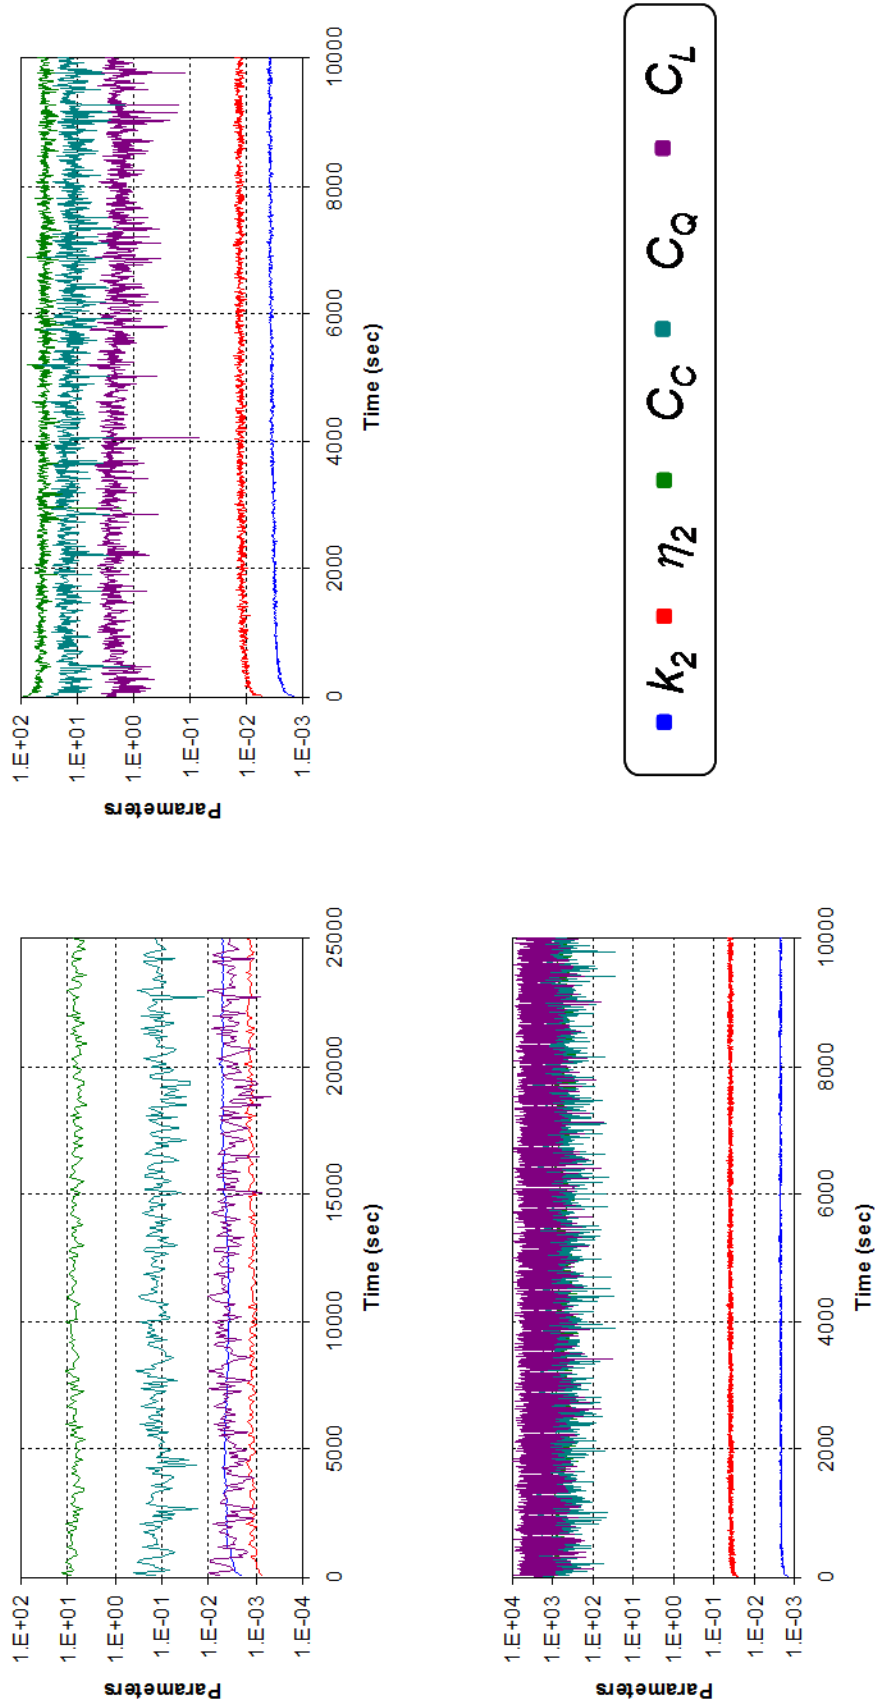 1.E+02
1.E+01
1.E+00
1.E-01
1.E-02
1.E-03
1.E-04
Parameters
0
5000
10000
15000
20000
25000
Time (sec)
1.E+02
1.E+01
1.E+00
1.E-01
1.E-02
1.E-03
Parameters
0
2000
4000
6000
8000
10000
Time (sec)
1.E+04
1.E+03
1.E+02
1.E+01
1.E+00
1.E-01
1.E-02
1.E-03
Parameters
0
2000
4000
6000
8000
10000
Time (sec)
k₂ η₂ C_C C_Q C_L